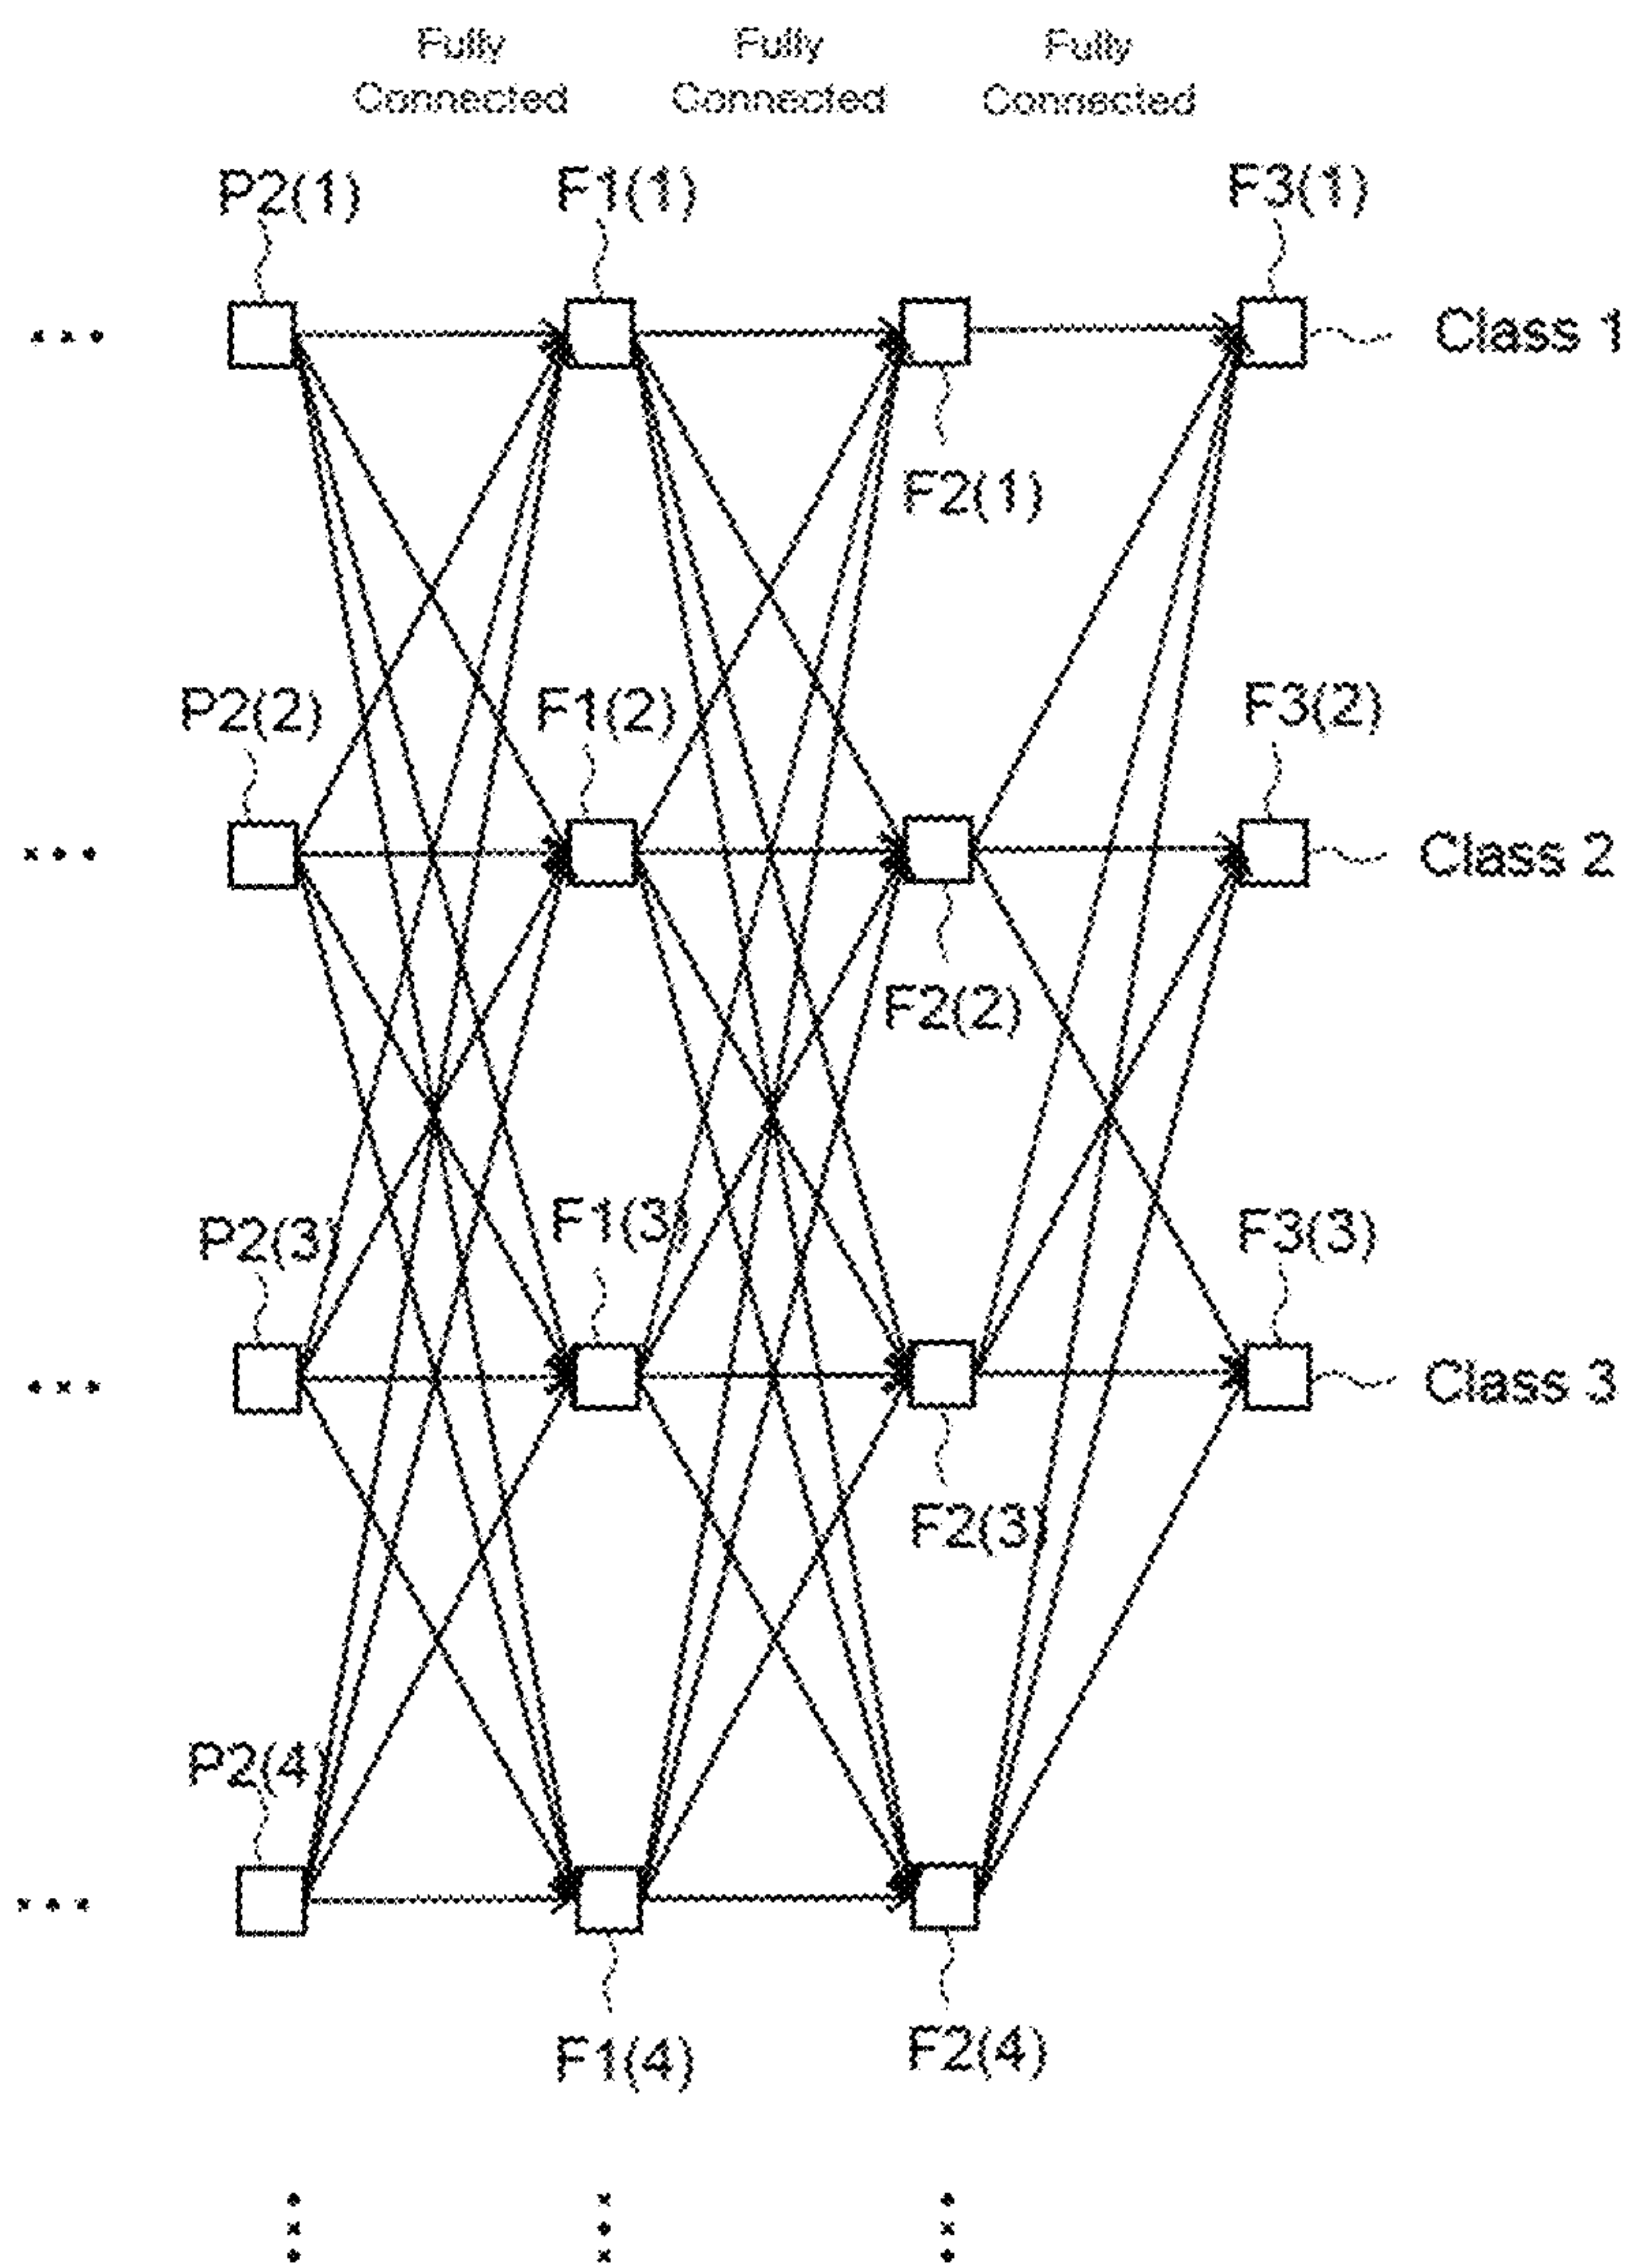 Fully Connected
Fully Connected
Fully Connected
P2(1)
F1(1)
F3(1)
Class 1
F2(1)
P2(2)
F1(2)
F3(2)
Class 2
F2(2)
P2(3)
F1(3)
F3(3)
Class 3
F2(3)
P2(4)
F1(4)
F2(4)